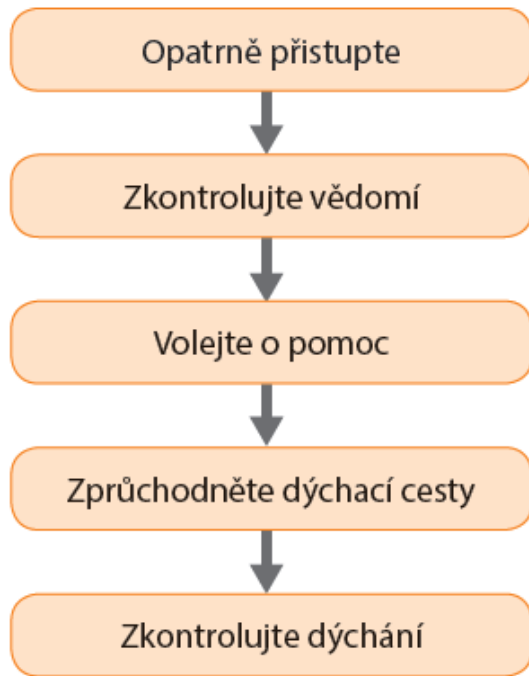 Opatrně přistupte
Zkontrolujte vědomí
Volejte o pomoc
Zprůchodněte dýchací cesty
Zkontrolujte dýchání